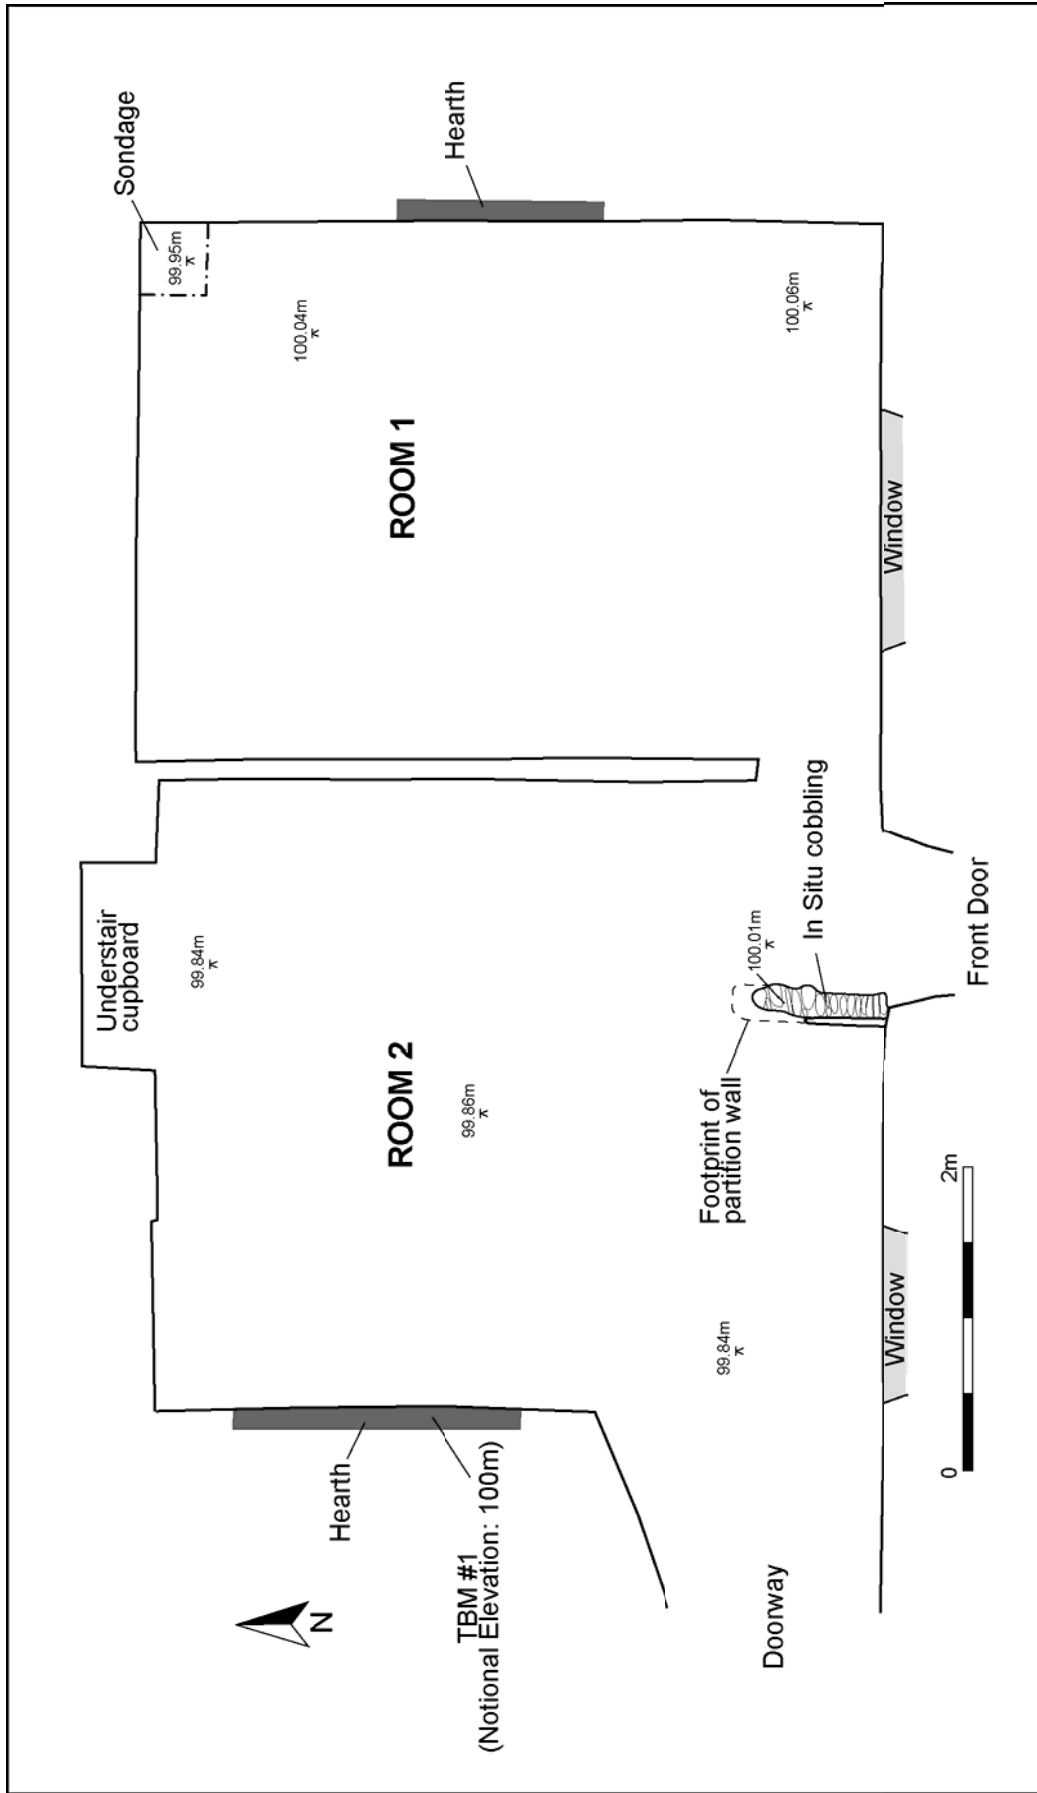 Understair
cupboard
Sondage
99.95m
99.84m
100.04m
Hearth
N
TBM #1
(Notional Elevation: 100m)
Hearth
ROOM 2
ROOM 1
99.86m
99.84m
Footprint of
partition wall
100.01m
In Situ cobbling
100.06m
Doorway
Window
Front Door
Window
0
2m